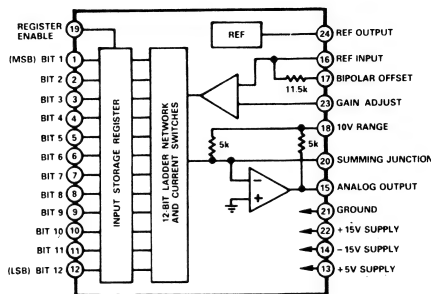 REGISTER
ENABLE 19
(MSB) BIT 1 1
BIT 2 2
BIT 3 3
BIT 4 4
BIT 5 5
BIT 6 6
BIT 7 7
BIT 8 8
BIT 9 9
BIT 10 10
BIT 11 11
(LSB) BIT 12 12
INPUT STORAGE REGISTER
12-BIT LADDER NETWORK
AND CURRENT SWITCHES
REF
11.5k
5k
5k
−
+
24 REF OUTPUT
16 REF INPUT
17 BIPOLAR OFFSET
23 GAIN ADJUST
18 10V RANGE
20 SUMMING JUNCTION
15 ANALOG OUTPUT
21 GROUND
22 +15V SUPPLY
14 −15V SUPPLY
13 +5V SUPPLY